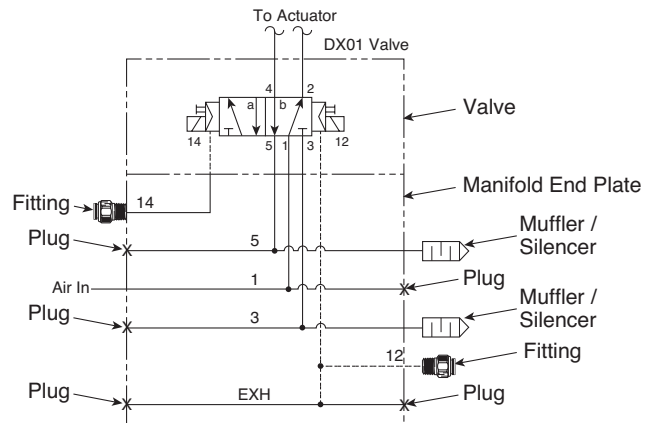 To Actuator
DX01 Valve
4
2
a
b
14
5
1
3
12
Valve
Manifold End Plate
Fitting
14
Plug
5
Muffler /
Silencer
Air In
1
Plug
Plug
3
Muffler /
Silencer
12
Fitting
Plug
EXH
Plug